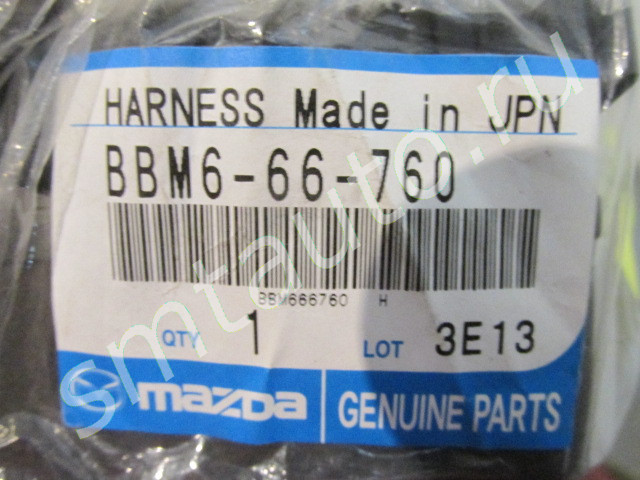 HARNESS Made in JPN
BBM6-66-760
BBM666760 H
QTY 1 LOT 3E13
mazda GENUINE PARTS
smtauto.ru